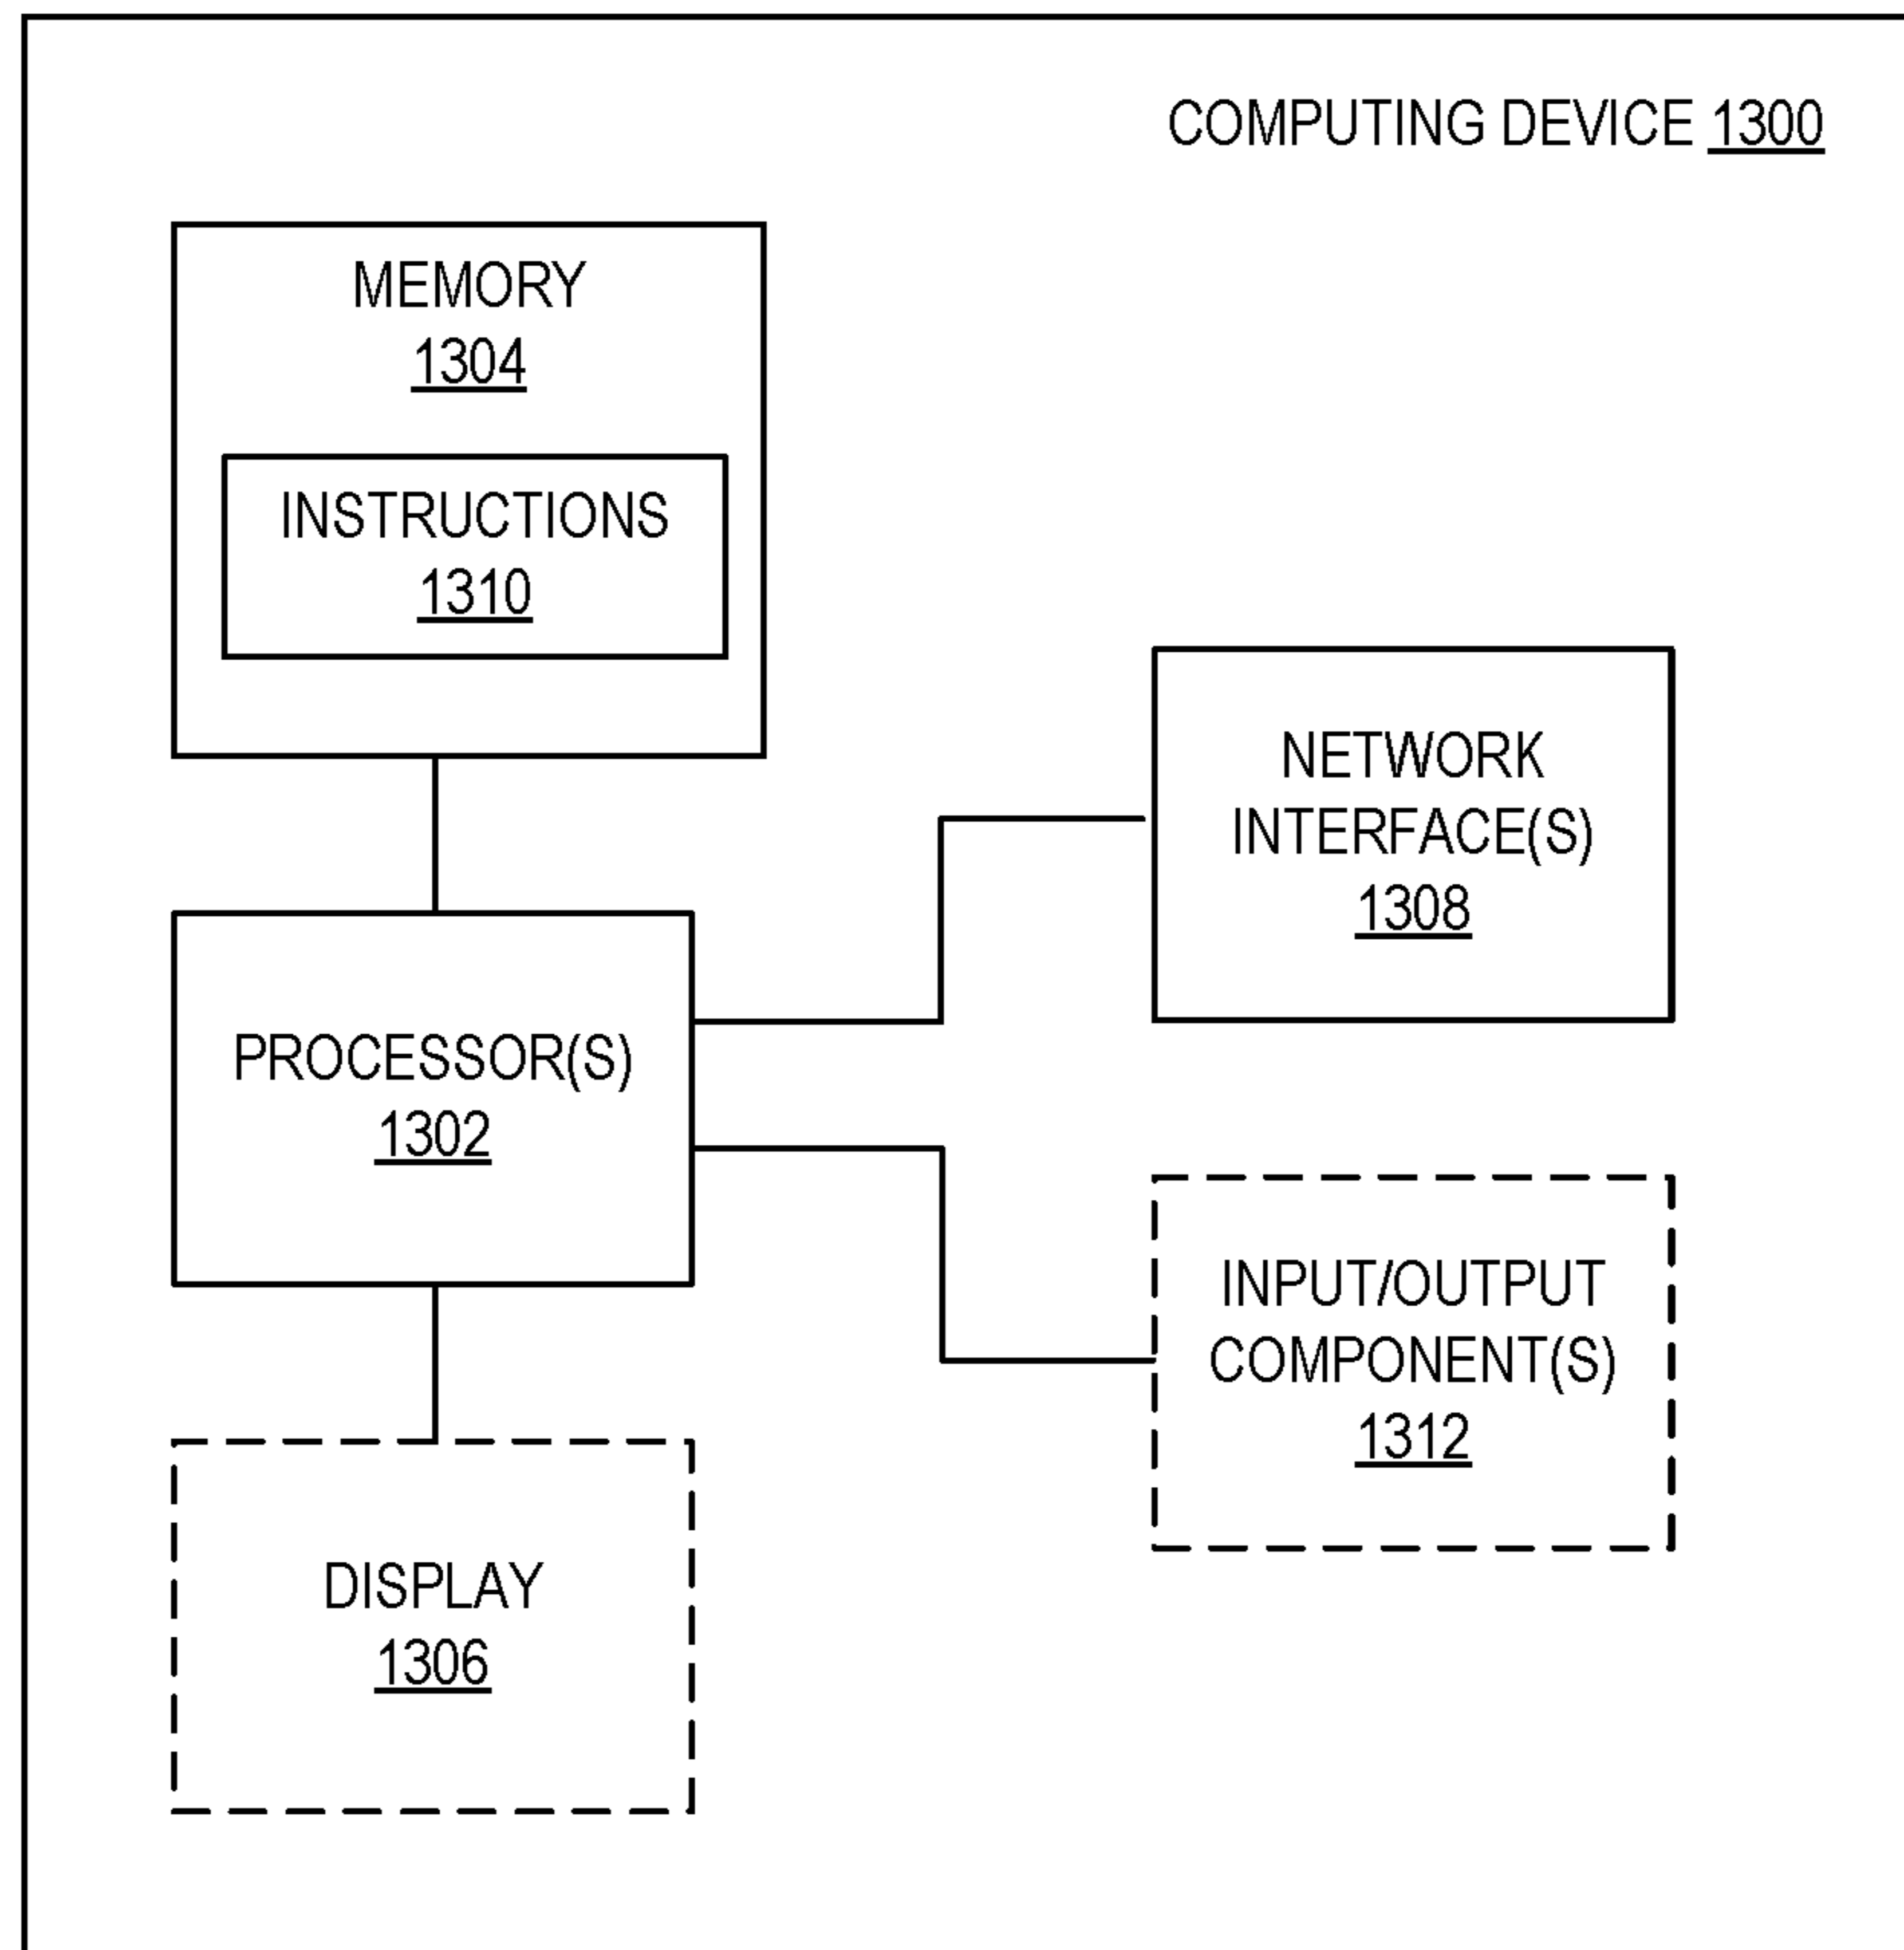 COMPUTING DEVICE 1300
MEMORY
1304
INSTRUCTIONS
1310
NETWORK
INTERFACE(S)
1308
PROCESSOR(S)
1302
INPUT/OUTPUT
COMPONENT(S)
1312
DISPLAY
1306